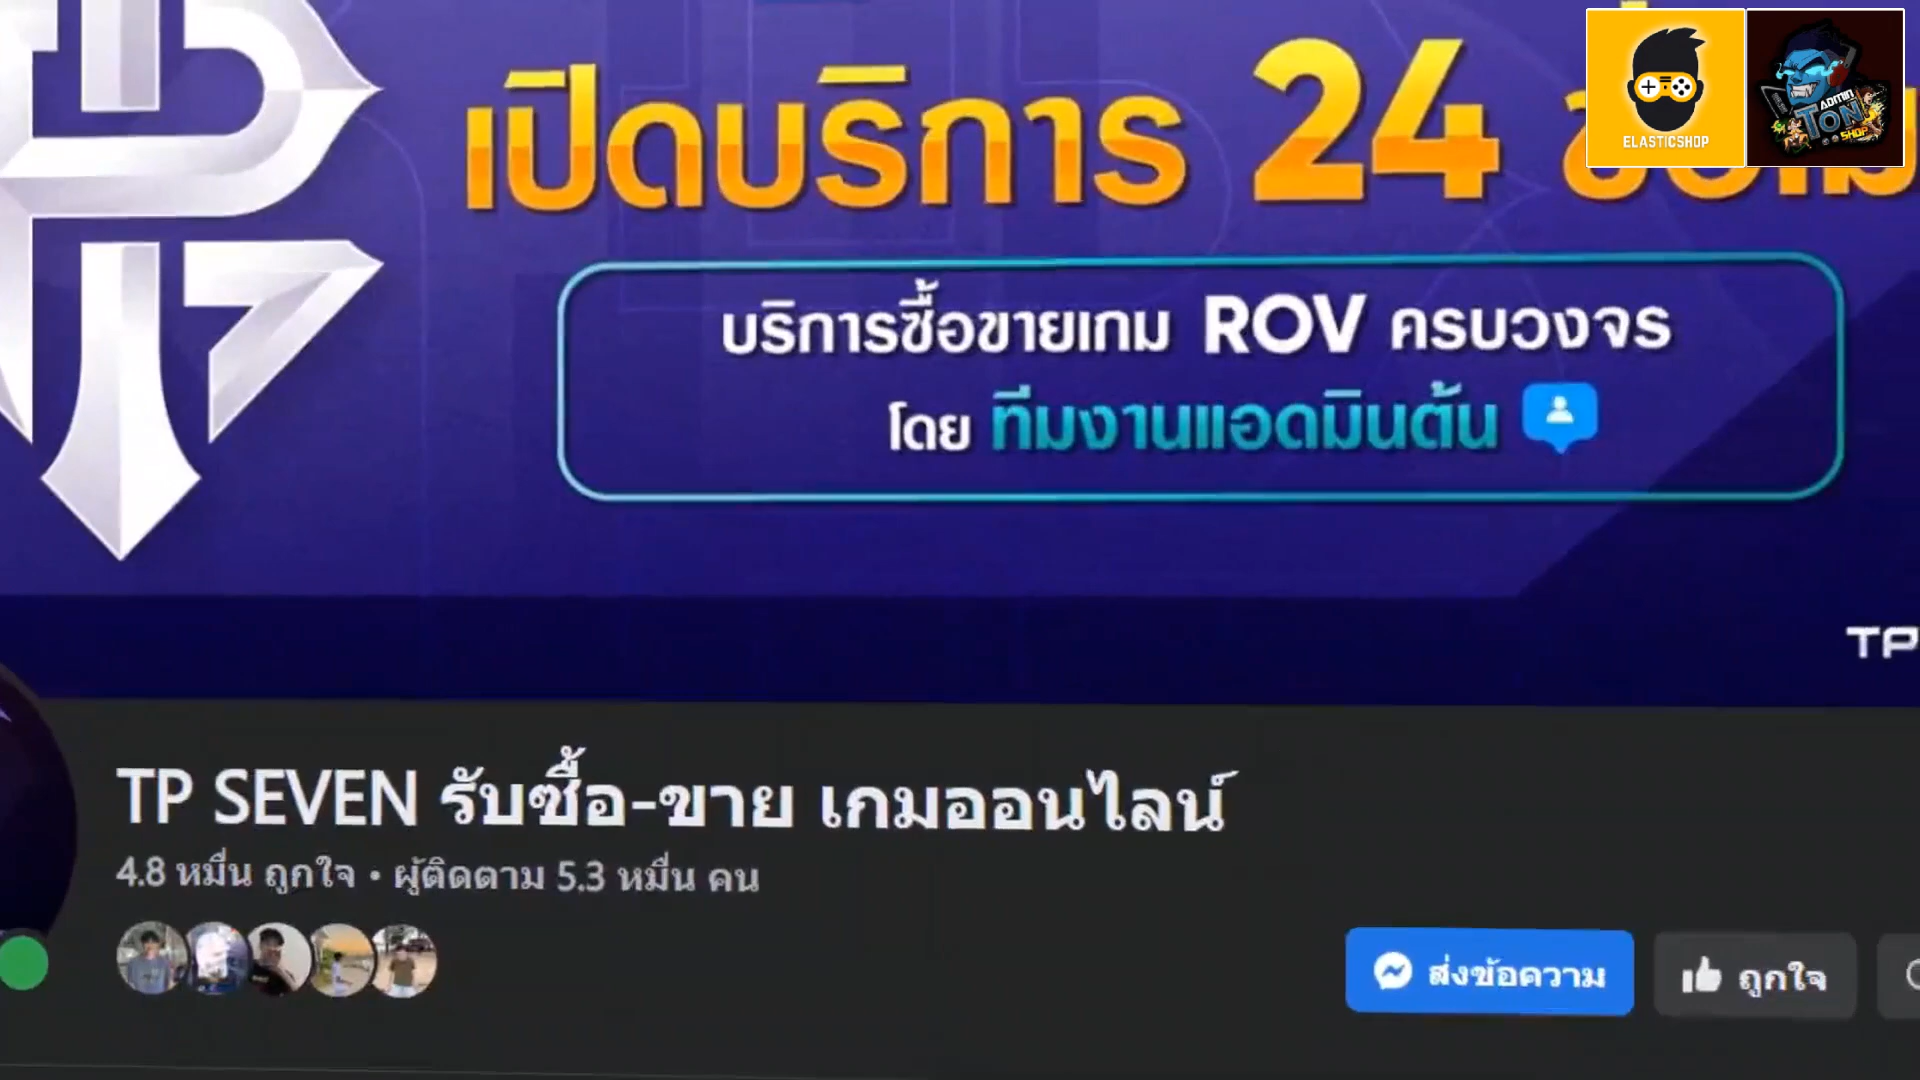 เปิดบริการ 24
ELASTICSHOP
ADMIN
TON
SHOP
บริการซื้อขายเกม ROV ครบวงจร
โดย ทีมงานแอดมินต้น
TP
TP SEVEN รับซื้อ-ขาย เกมออนไลน์
4.8 หมื่น ถูกใจ • ผู้ติดตาม 5.3 หมื่น คน
ส่งข้อความ
ถูกใจ